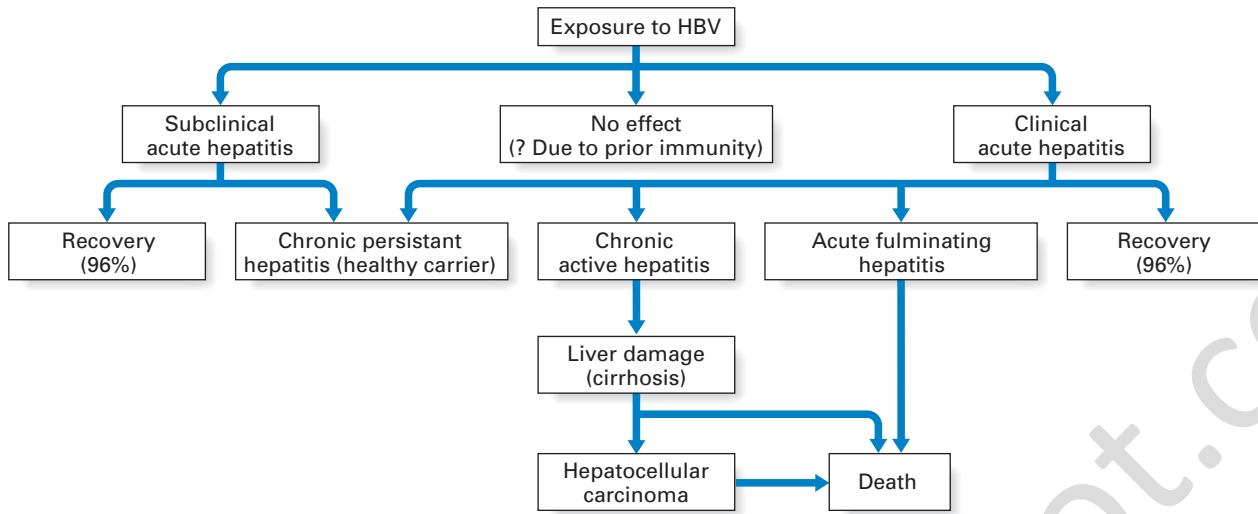 Exposure to HBV
Subclinical
acute hepatitis
No effect
(? Due to prior immunity)
Clinical
acute hepatitis
Recovery
(96%)
Chronic persistant
hepatitis (healthy carrier)
Chronic
active hepatitis
Acute fulminating
hepatitis
Recovery
(96%)
Liver damage
(cirrhosis)
Hepatocellular
carcinoma
Death